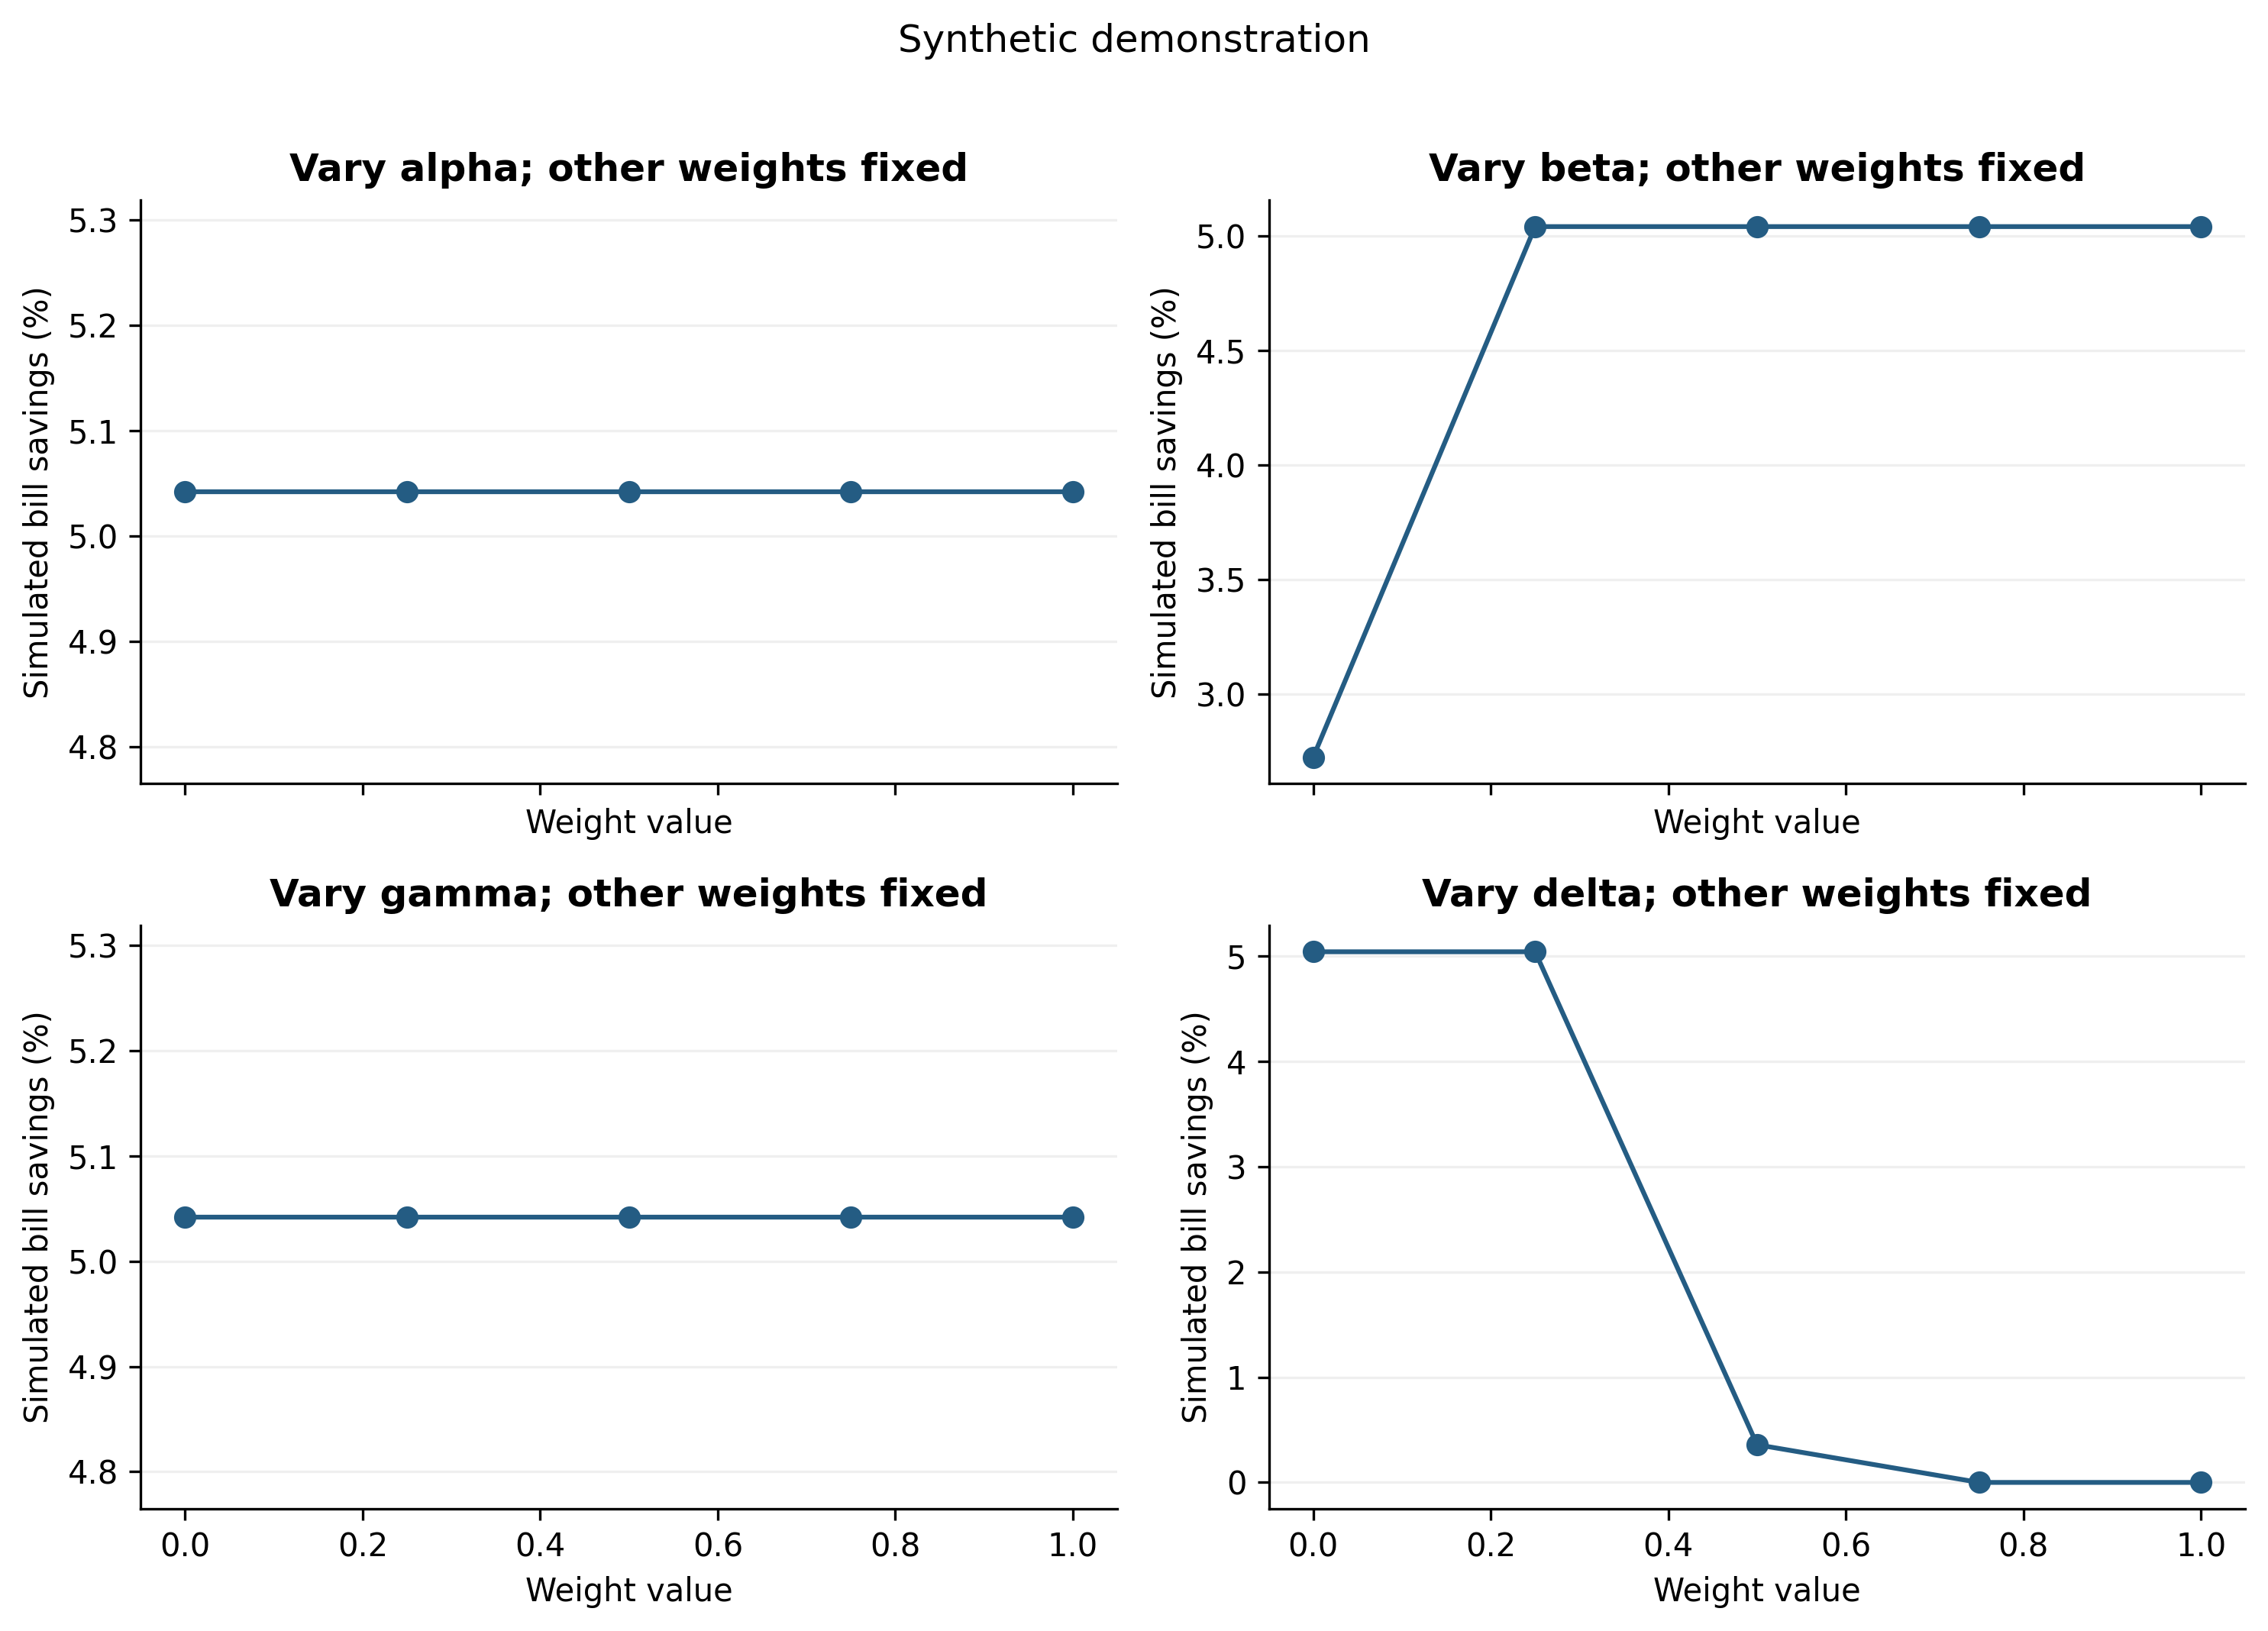 Synthetic demonstration
Vary alpha; other weights fixed
Simulated bill savings (%)
5.3
5.2
5.1
5.0
4.9
4.8
Weight value
Vary beta; other weights fixed
Simulated bill savings (%)
5.0
4.5
4.0
3.5
3.0
Weight value
Vary gamma; other weights fixed
Simulated bill savings (%)
5.3
5.2
5.1
5.0
4.9
4.8
0.0 0.2 0.4 0.6 0.8 1.0
Weight value
Vary delta; other weights fixed
Simulated bill savings (%)
5
4
3
2
1
0
0.0 0.2 0.4 0.6 0.8 1.0
Weight value